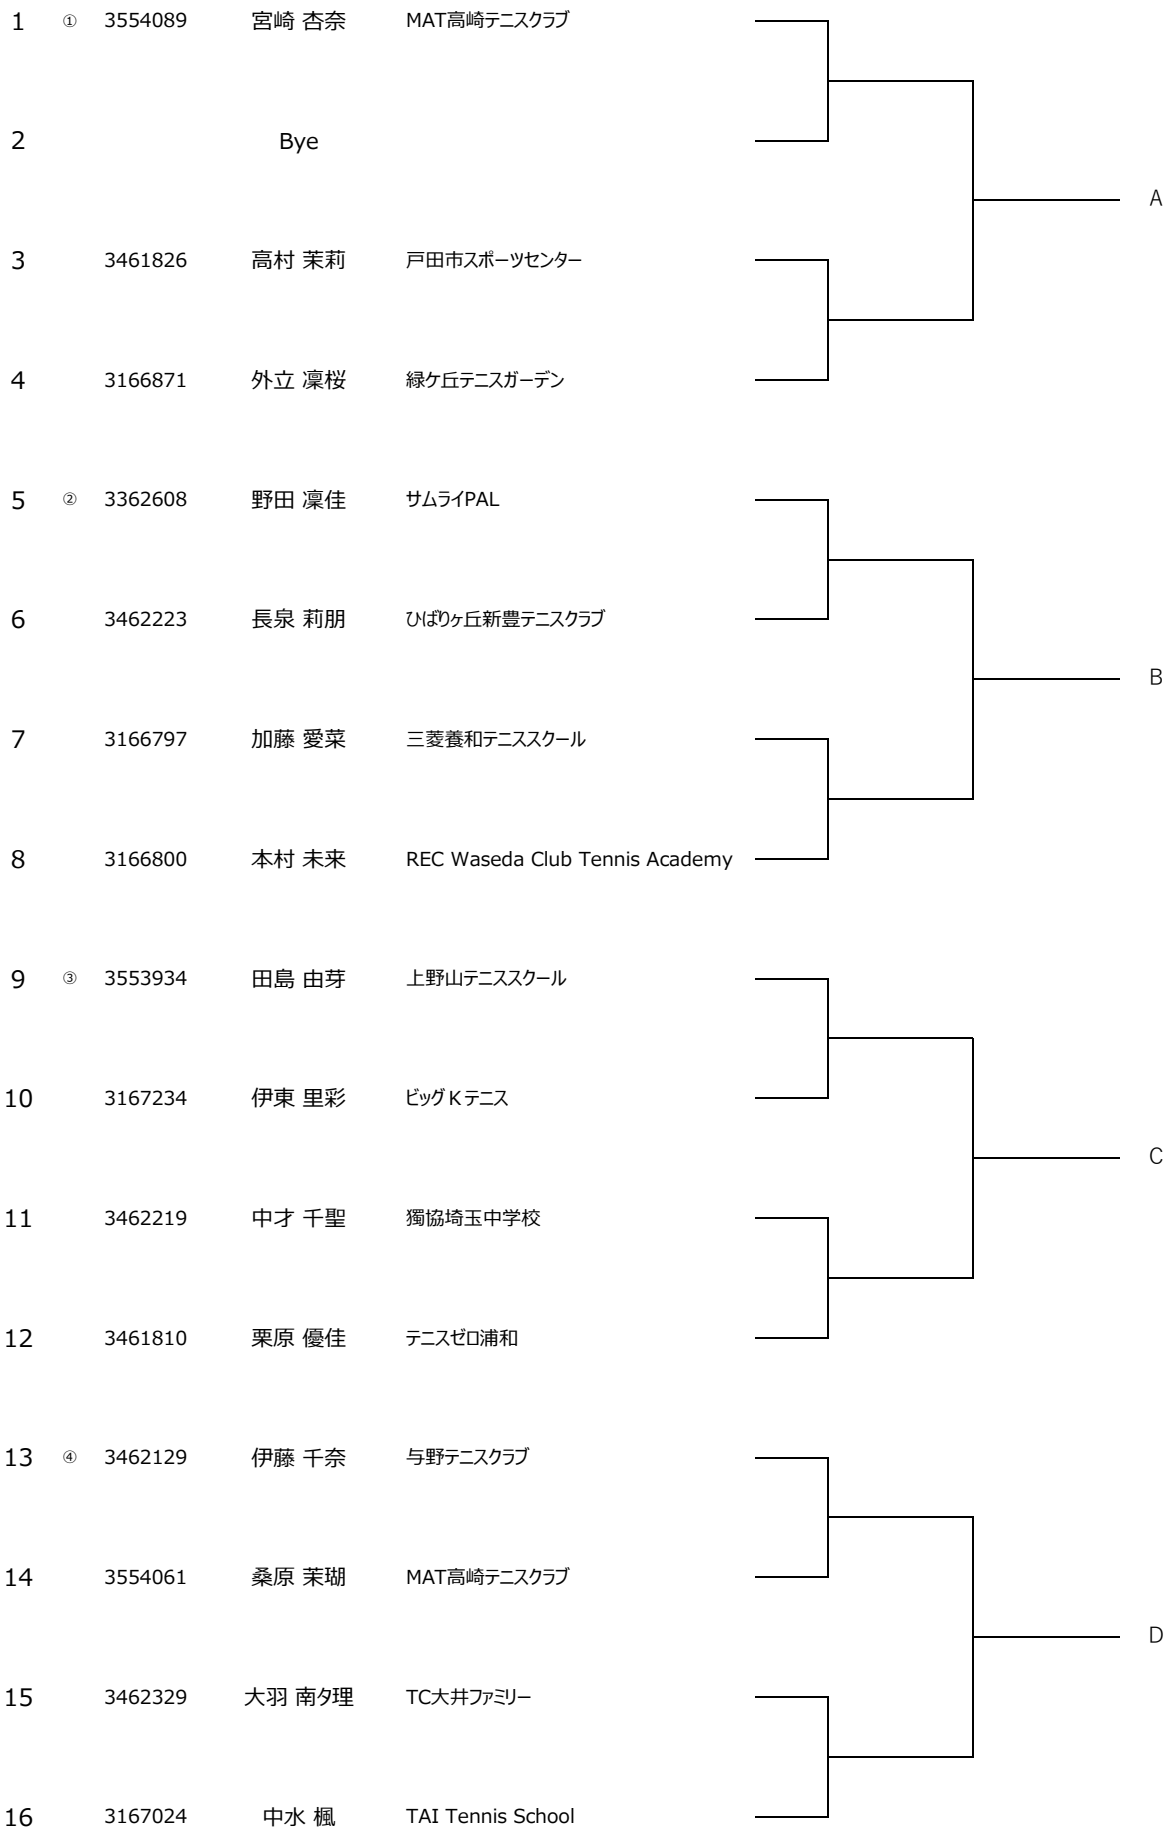 1 ① 3554089 宮崎 杏奈 MAT高崎テニスクラブ
2 Bye
A
3 3461826 高村 茉莉 戸田市スポーツセンター
4 3166871 外立 凜桜 緑ケ丘テニスガーデン
5 ② 3362608 野田 凜佳 サムライPAL
6 3462223 長泉 莉朋 ひばりヶ丘新豊テニスクラブ
B
7 3166797 加藤 愛菜 三菱養和テニススクール
8 3166800 本村 未来 REC Waseda Club Tennis Academy
9 ③ 3553934 田島 由芽 上野山テニススクール
10 3167234 伊東 里彩 ビッグＫテニス
C
11 3462219 中才 千聖 獨協埼玉中学校
12 3461810 栗原 優佳 テニスゼロ浦和
13 ④ 3462129 伊藤 千奈 与野テニスクラブ
14 3554061 桑原 茉瑚 MAT高崎テニスクラブ
D
15 3462329 大羽 南夕理 TC大井ファミリー
16 3167024 中水 楓 TAI Tennis School